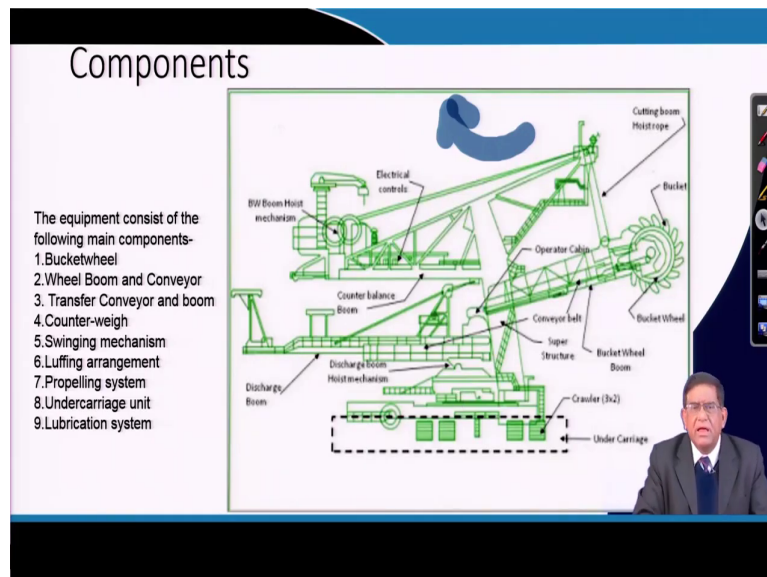 Components
The equipment consist of the
following main components-
1.Bucketwheel
2.Wheel Boom and Conveyor
3. Transfer Conveyor and boom
4.Counter-weigh
5.Swinging mechanism
6.Luffing arrangement
7.Propelling system
8.Undercarriage unit
9.Lubrication system
Cutting boom
Hoist rope
Electrical
controls
BW Boom Hoist
mechanism
Bucket
Operator Cabin
Counter balance
Boom
Conveyor belt
Bucket Wheel
Super
Structure
Bucket Wheel
Boom
Discharge boom
Hoist mechanism
Discharge
Boom
Crawler (3x2)
Under Carriage